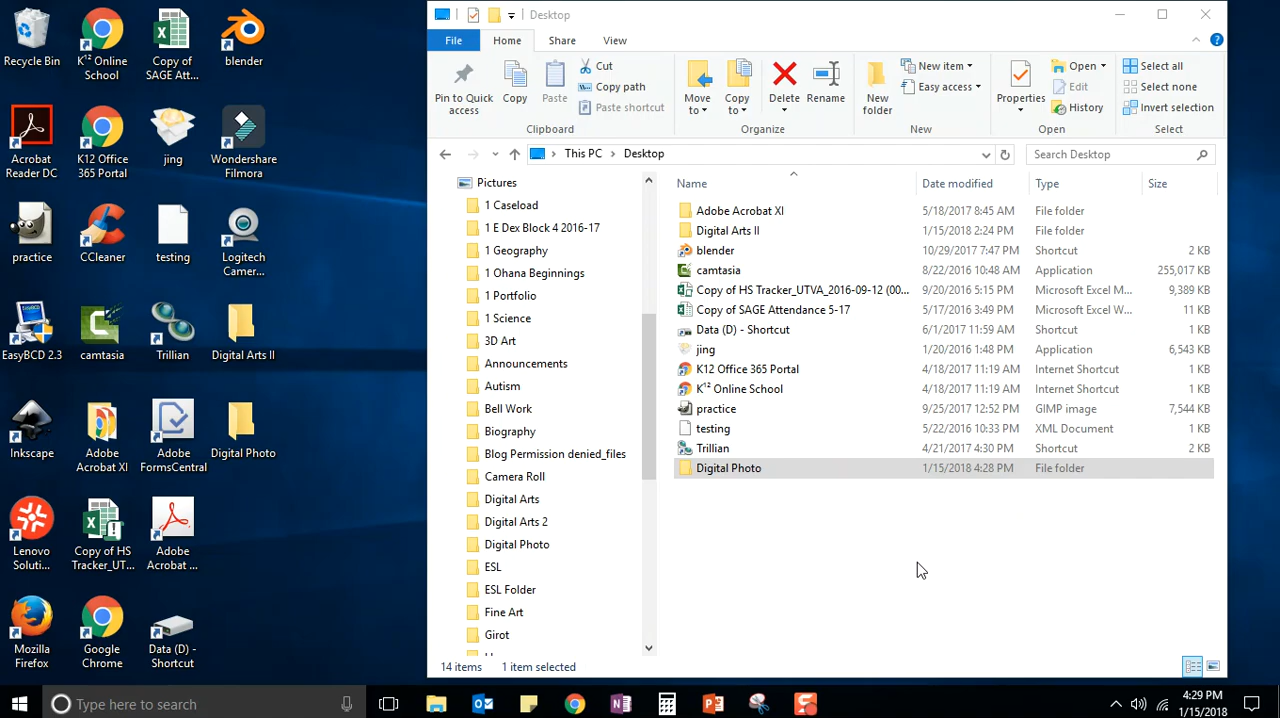 Recycle Bin
K¹² Online School
Copy of SAGE Att...
blender
Acrobat Reader DC
K12 Office 365 Portal
jing
Wondershare Filmora
practice
CCleaner
testing
Logitech Camer...
EasyBCD 2.3
camtasia
Trillian
Digital Arts II
Inkscape
Adobe Acrobat XI
Adobe FormsCentral
Digital Photo
Lenovo Soluti...
Copy of HS Tracker_UT...
Adobe Acrobat ...
Mozilla Firefox
Google Chrome
Data (D) - Shortcut
Desktop
File Home Share View
Pin to Quick access
Copy
Paste
Cut
Copy path
Paste shortcut
Clipboard
Move to
Copy to
Delete
Rename
Organize
New folder
New item
Easy access
New
Properties
Open
Edit
History
Open
Select all
Select none
Invert selection
Select
This PC > Desktop
Search Desktop
Pictures
1 Caseload
1 E Dex Block 4 2016-17
1 Geography
1 Ohana Beginnings
1 Portfolio
1 Science
3D Art
Announcements
Autism
Bell Work
Biography
Blog Permission denied_files
Camera Roll
Digital Arts
Digital Arts 2
Digital Photo
ESL
ESL Folder
Fine Art
Girot
Name Date modified Type Size
Adobe Acrobat XI 5/18/2017 8:45 AM File folder
Digital Arts II 1/15/2018 2:24 PM File folder
blender 10/29/2017 7:47 PM Shortcut 2 KB
camtasia 8/22/2016 10:48 AM Application 255,017 KB
Copy of HS Tracker_UTVA_2016-09-12 (00... 9/20/2016 5:15 PM Microsoft Excel M... 9,389 KB
Copy of SAGE Attendance 5-17 5/17/2016 3:49 PM Microsoft Excel W... 11 KB
Data (D) - Shortcut 6/1/2017 11:59 AM Shortcut
jing 1/20/2016 1:48 PM Application 6,543 KB
K12 Office 365 Portal 4/18/2017 11:19 AM Internet Shortcut 1 KB
K¹² Online School 4/18/2017 11:19 AM Internet Shortcut 1 KB
practice 9/25/2017 12:52 PM GIMP image 7,544 KB
testing 5/22/2016 10:33 PM XML Document 1 KB
Trillian 4/21/2017 4:30 PM Shortcut 2 KB
Digital Photo 1/15/2018 4:28 PM File folder
14 items 1 item selected
Type here to search
4:29 PM
1/15/2018